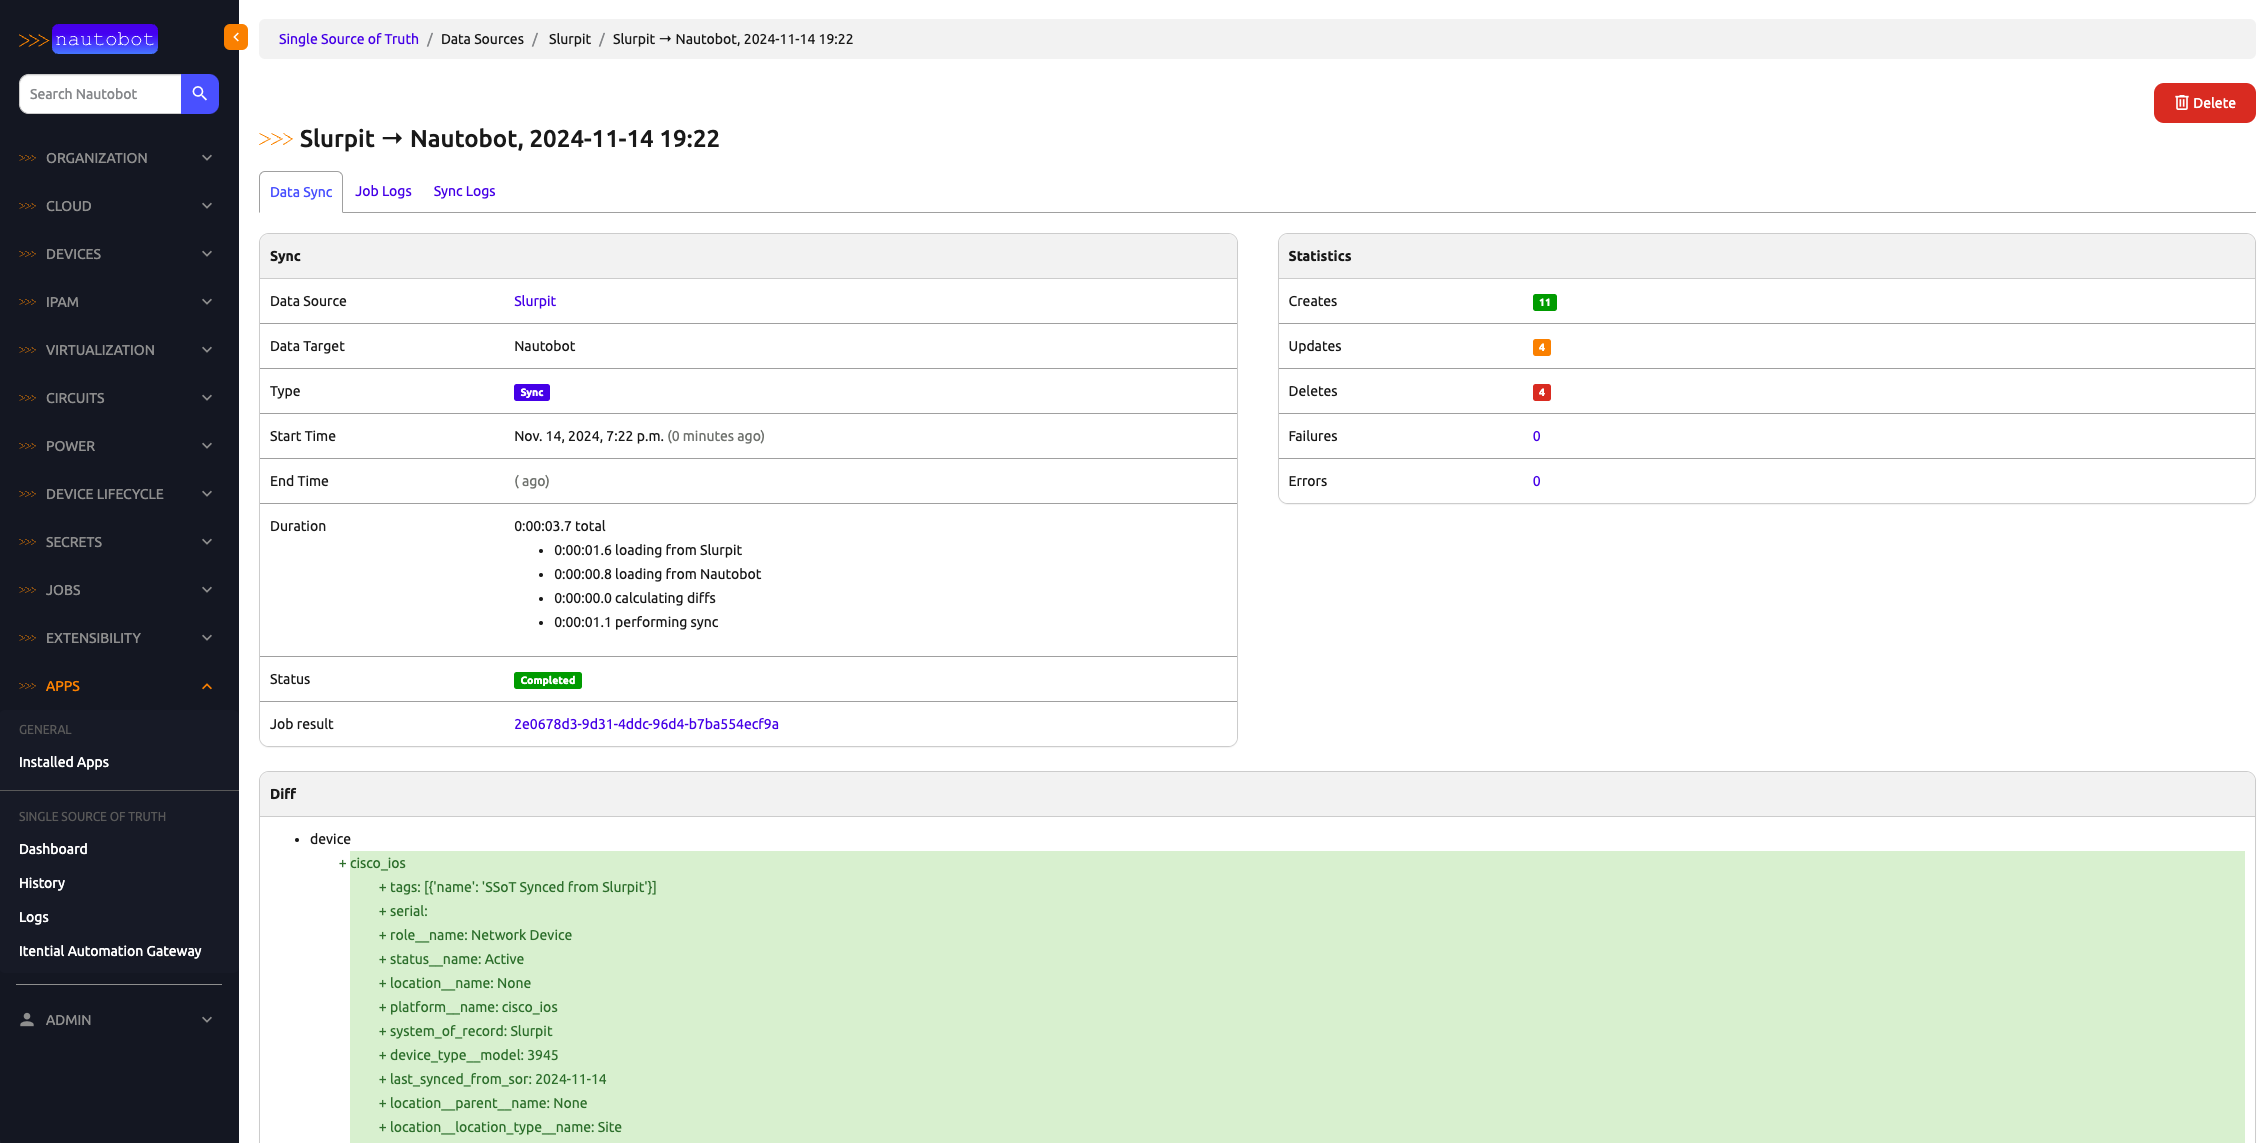 >>> nautobot
Search Nautobot
>>> ORGANIZATION
>>> CLOUD
>>> DEVICES
>>> IPAM
>>> VIRTUALIZATION
>>> CIRCUITS
>>> POWER
>>> DEVICE LIFECYCLE
>>> SECRETS
>>> JOBS
>>> EXTENSIBILITY
>>> APPS
GENERAL
Installed Apps
SINGLE SOURCE OF TRUTH
Dashboard
History
Logs
Itential Automation Gateway
ADMIN
Single Source of Truth / Data Sources / Slurpit / Slurpit → Nautobot, 2024-11-14 19:22
Delete
>>> Slurpit → Nautobot, 2024-11-14 19:22
Data Sync Job Logs Sync Logs
Sync
Data Source Slurpit
Data Target Nautobot
Type Sync
Start Time Nov. 14, 2024, 7:22 p.m. (0 minutes ago)
End Time ( ago)
Duration 0:00:03.7 total
• 0:00:01.6 loading from Slurpit
• 0:00:00.8 loading from Nautobot
• 0:00:00.0 calculating diffs
• 0:00:01.1 performing sync
Status Completed
Job result 2e0678d3-9d31-4ddc-96d4-b7ba554ecf9a
Statistics
Creates 11
Updates 4
Deletes 4
Failures 0
Errors 0
Diff
• device
+ cisco_ios
+ tags: [{'name': 'SSoT Synced from Slurpit'}]
+ serial:
+ role__name: Network Device
+ status__name: Active
+ location__name: None
+ platform__name: cisco_ios
+ system_of_record: Slurpit
+ device_type__model: 3945
+ last_synced_from_sor: 2024-11-14
+ location__parent__name: None
+ location__location_type__name: Site